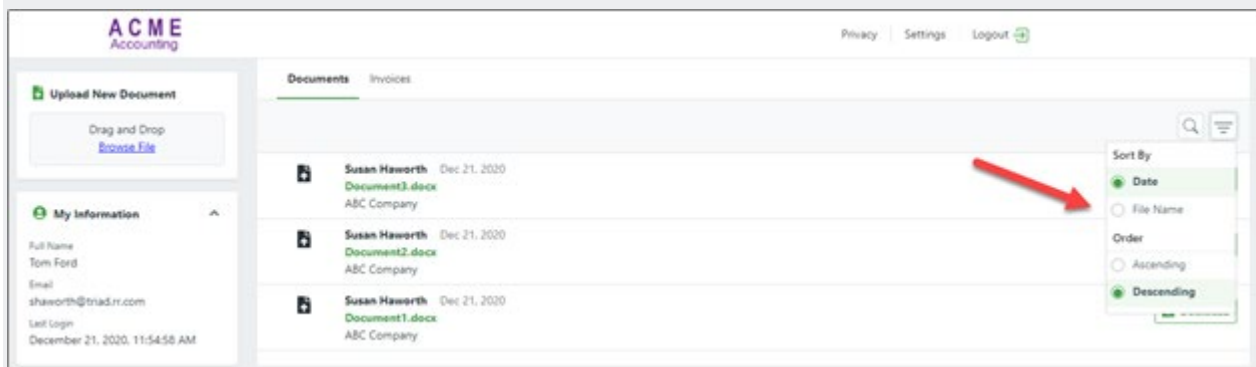 ACME
Accounting
Privacy Settings Logout
Upload New Document
Drag and Drop
Browse File
My Information
Full Name
Tom Ford
Email
shaworth@triad.rr.com
Last Login
December 21, 2020, 11:54:58 AM
Documents Invoices
Susan Haworth Dec 21, 2020
Document3.docx
ABC Company
Susan Haworth Dec 21, 2020
Document2.docx
ABC Company
Susan Haworth Dec 21, 2020
Document1.docx
ABC Company
Sort By
Date
File Name
Order
Ascending
Descending